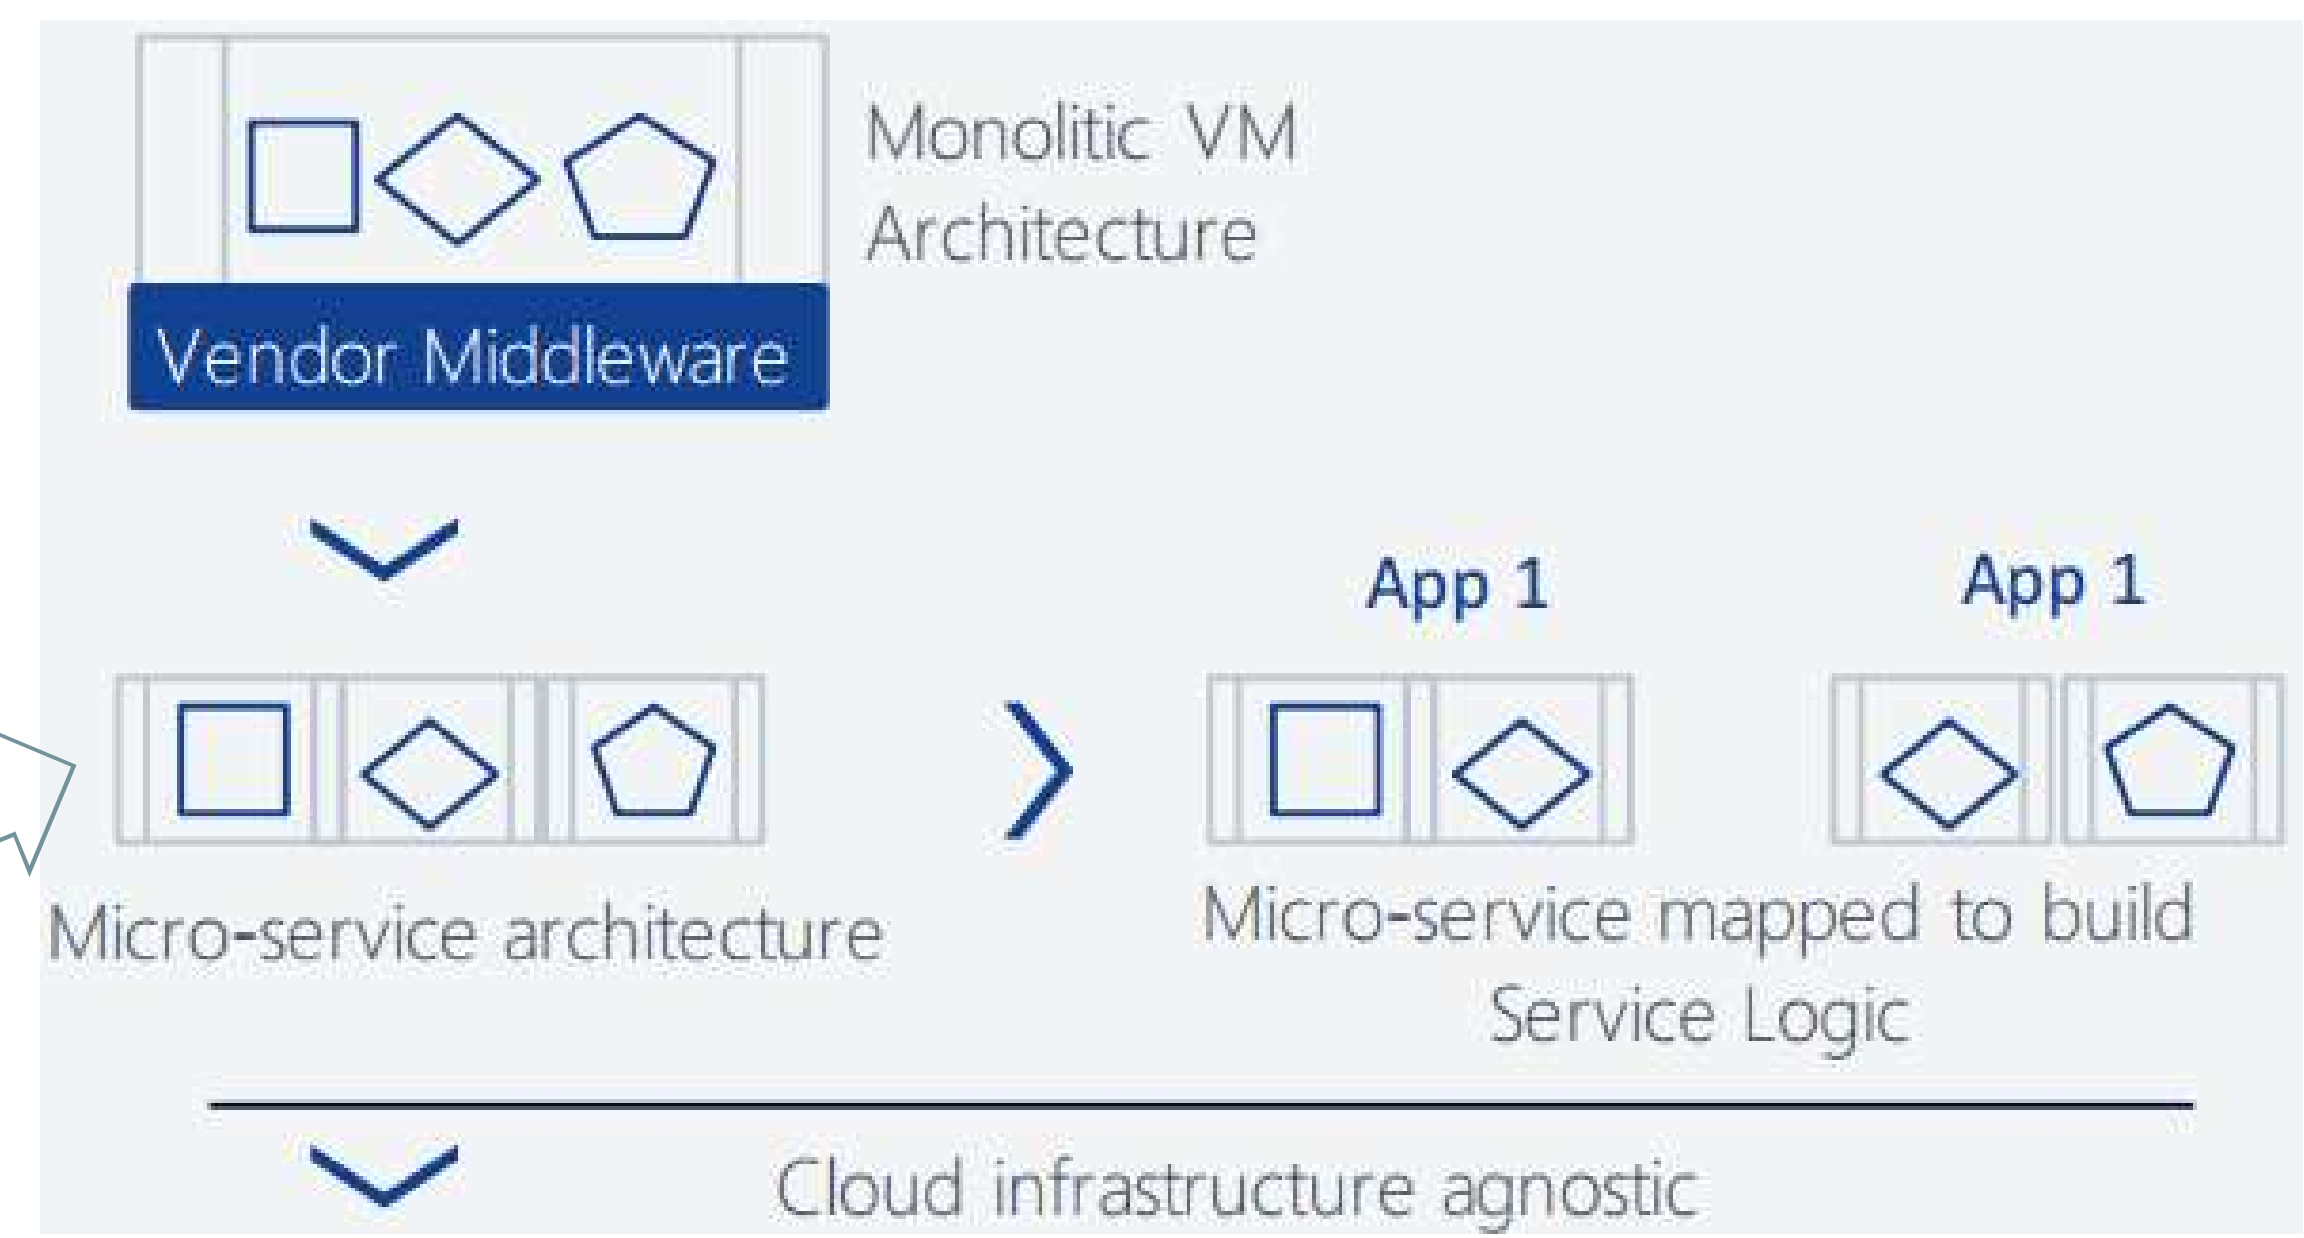 Monolitic VM
Architecture
Vendor Middleware
App 1
App 1
Micro-service architecture
Micro-service mapped to build
Service Logic
Cloud infrastructure agnostic